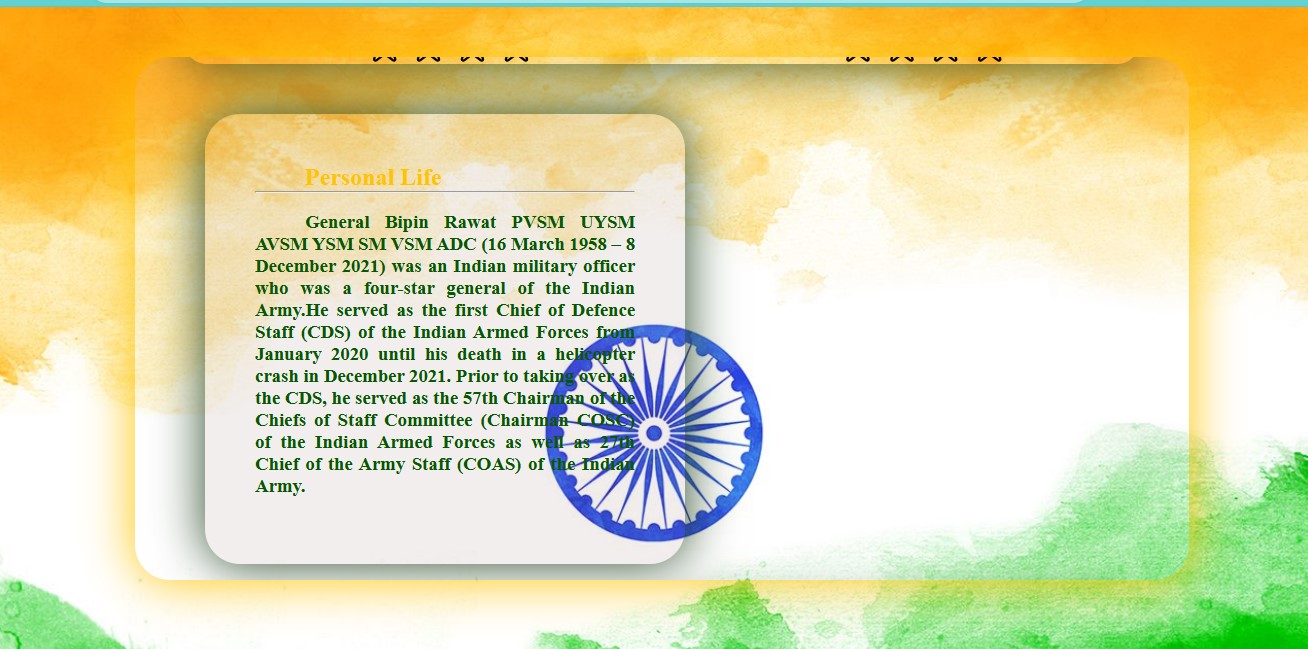 Personal Life
General Bipin Rawat PVSM UYSM
AVSM YSM SM VSM ADC (16 March 1958 – 8
December 2021) was an Indian military officer
who was a four-star general of the Indian
Army.He served as the first Chief of Defence
Staff (CDS) of the Indian Armed Forces from
January 2020 until his death in a helicopter
crash in December 2021. Prior to taking over as
the CDS, he served as the 57th Chairman of the
Chiefs of Staff Committee (Chairman COSC)
of the Indian Armed Forces as well as 27th
Chief of the Army Staff (COAS) of the Indian
Army.